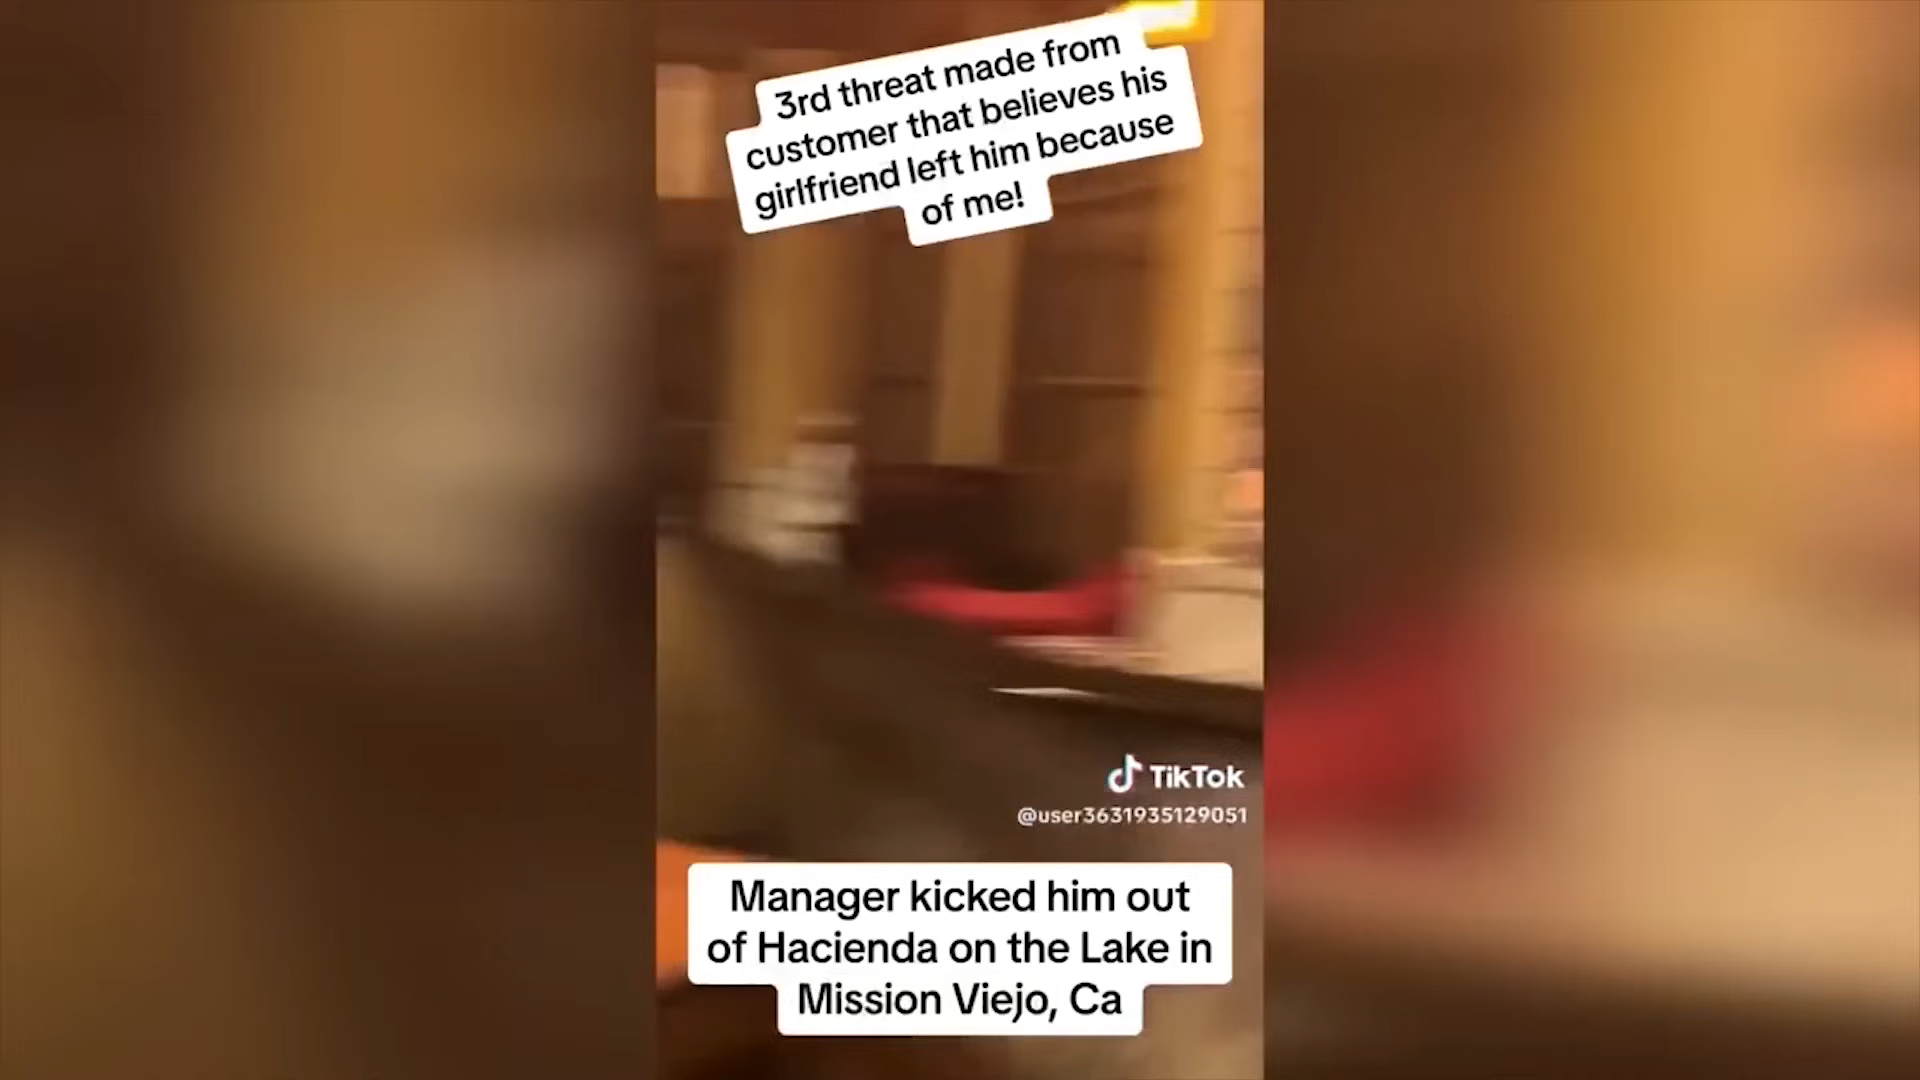 3rd threat made from
customer that believes his
girlfriend left him because
of me!
TikTok
@user3631935129051
Manager kicked him out
of Hacienda on the Lake in
Mission Viejo, Ca